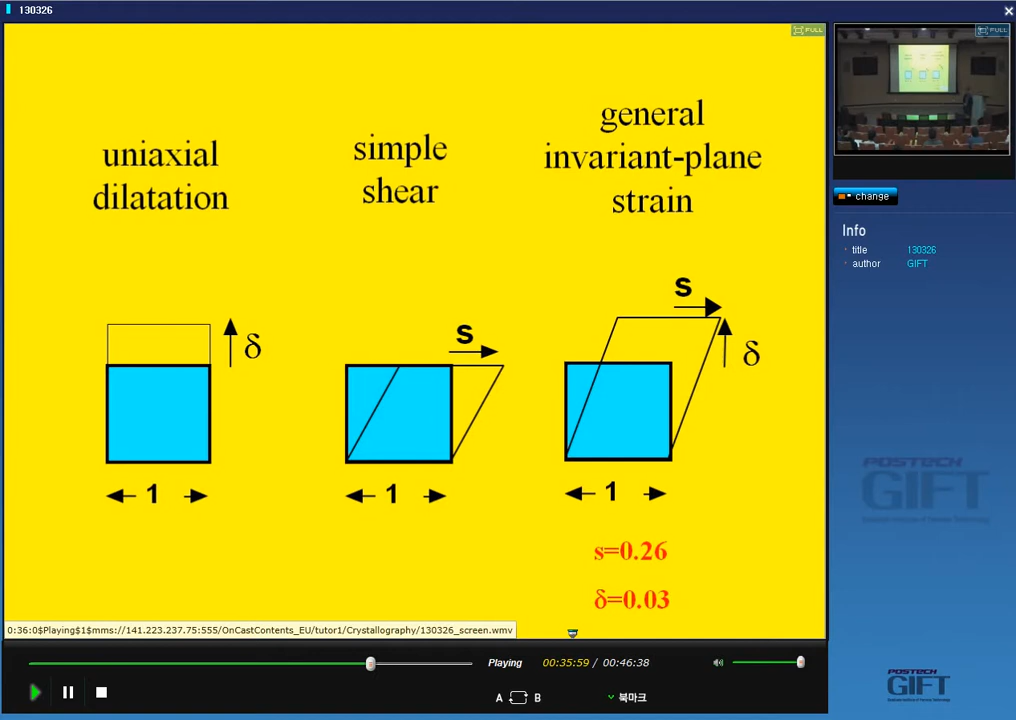 130326
FULL
FULL
uniaxial
dilatation
simple
shear
general
invariant-plane
strain
δ
s
s
δ
1
1
1
s=0.26
δ=0.03
change
Info
title 130326
author GIFT
POSTECH
GIFT
0:36:0$Playing$1$mms://141.223.237.75:555/OnCastContents_EU/tutor1/Crystallography/130326_screen.wmv
Playing 00:35:59 / 00:46:38
A B
북마크
POSTECH
GIFT